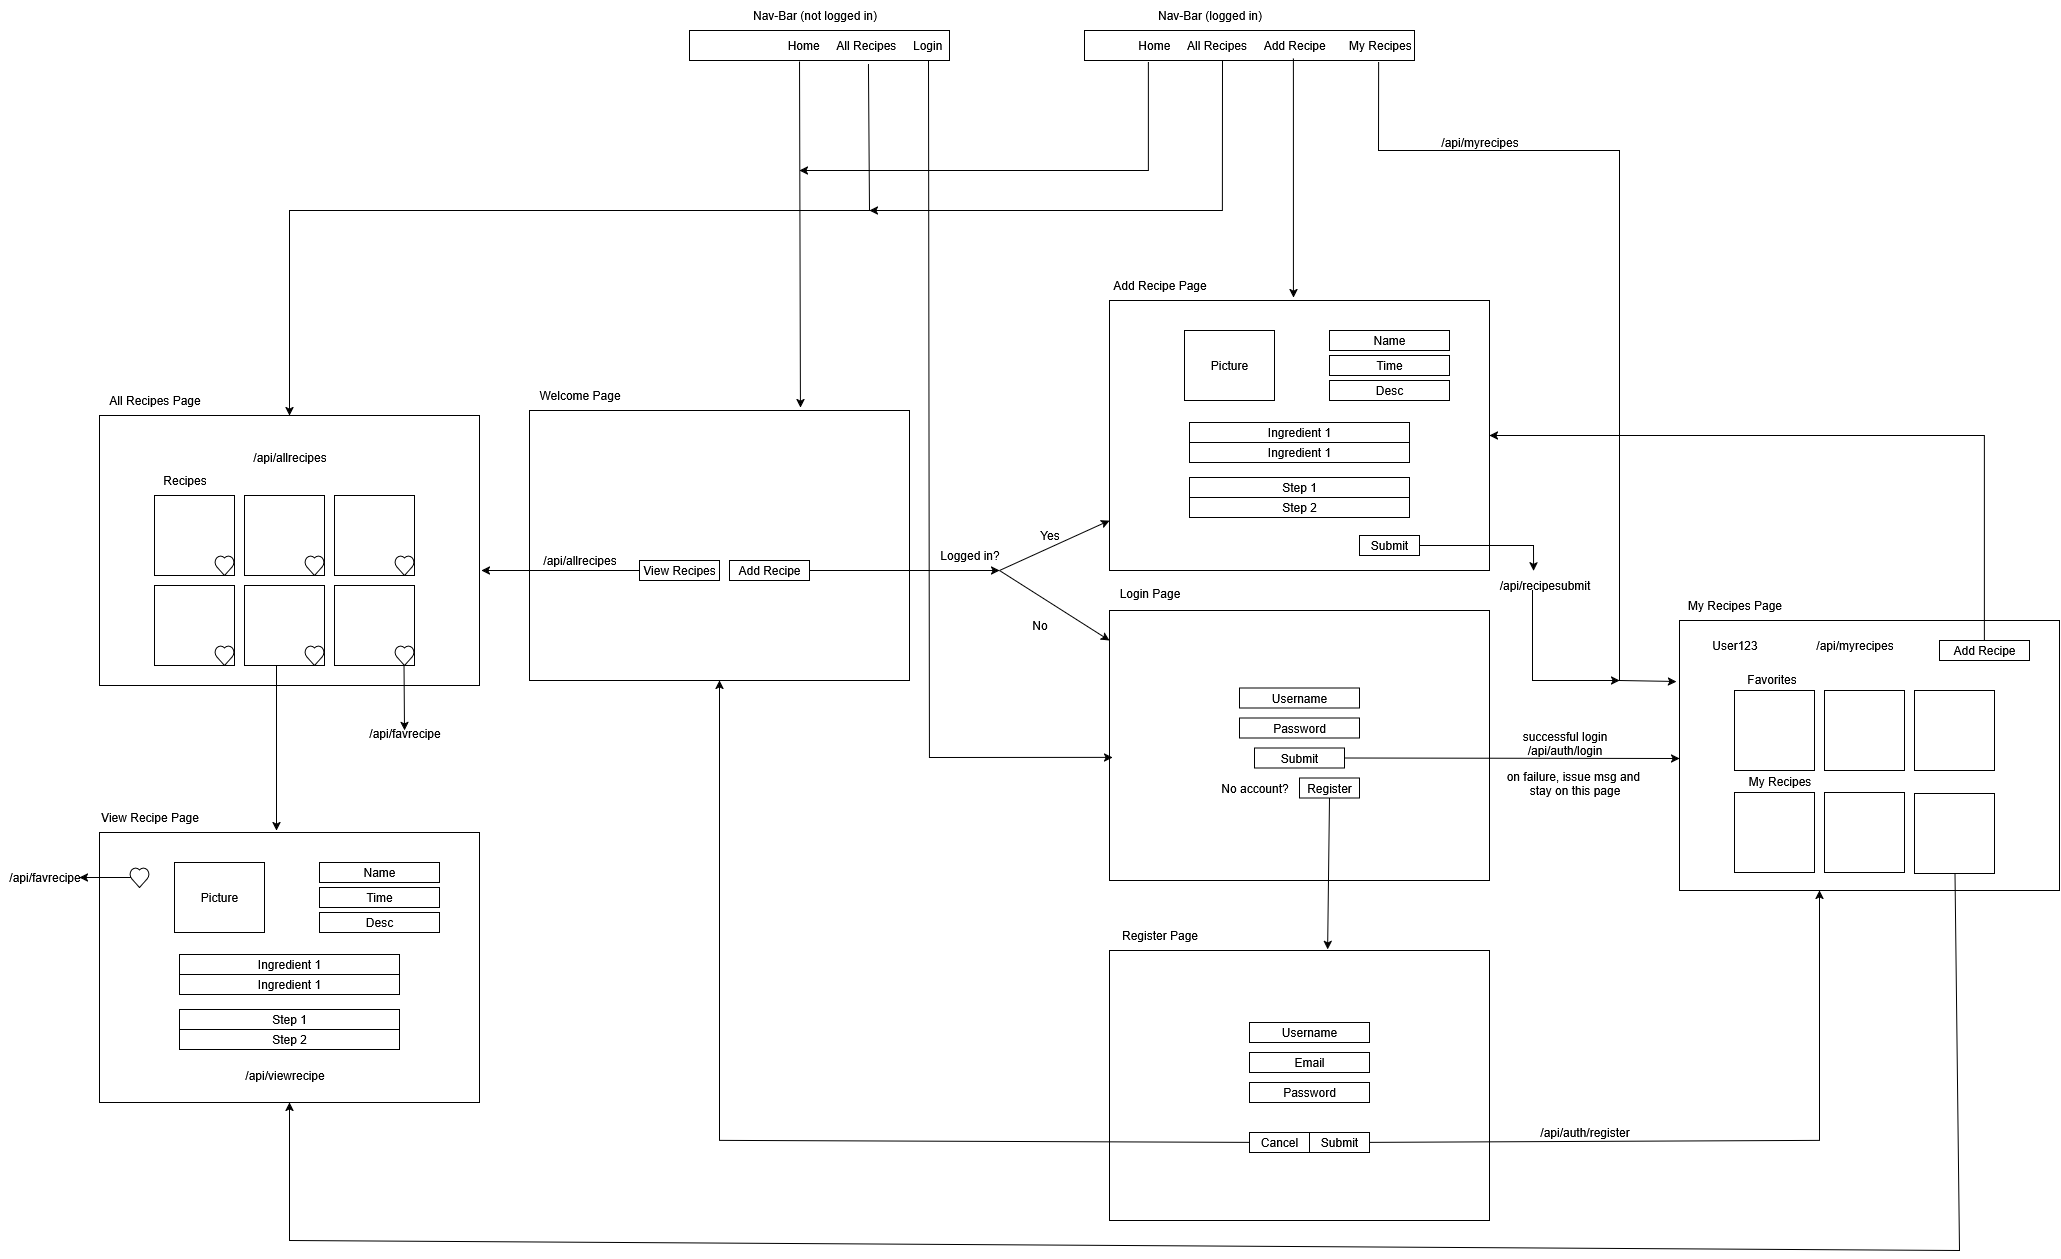 Nav-Bar (not logged in)
Home All Recipes Login
Nav-Bar (logged in)
Home All Recipes Add Recipe My Recipes
/api/myrecipes
Add Recipe Page
Picture
Name
Time
Desc
Ingredient 1
Ingredient 1
Step 1
Step 2
Submit
/api/recipesubmit
All Recipes Page
/api/allrecipes
Recipes
/api/favrecipe
Welcome Page
/api/allrecipes
View Recipes
Add Recipe
Logged in?
Yes
No
Login Page
Username
Password
Submit
No account?
Register
successful login
/api/auth/login
on failure, issue msg and
stay on this page
My Recipes Page
User123
/api/myrecipes
Add Recipe
Favorites
My Recipes
View Recipe Page
/api/favrecipe
Picture
Name
Time
Desc
Ingredient 1
Ingredient 1
Step 1
Step 2
/api/viewrecipe
Register Page
Username
Email
Password
Cancel
Submit
/api/auth/register